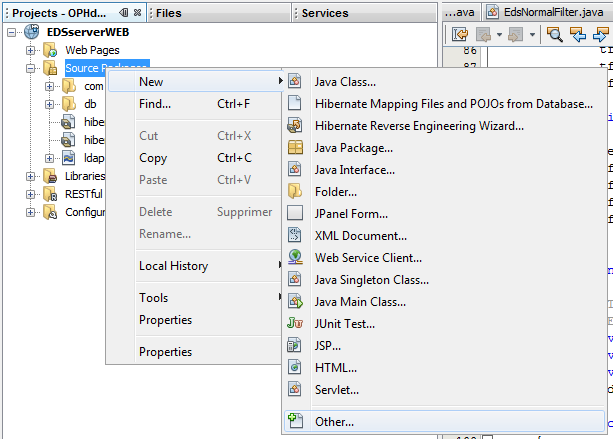 Projects - OPHd...
Files
Services
...ava
EdsNormalFilter.java
EDSserverWEB
Web Pages
Source Packages
com
db
hibe
hibe
ldap
Libraries
RESTful
Configur
New
Find... Ctrl+F
Cut Ctrl+X
Copy Ctrl+C
Paste Ctrl+V
Delete Supprimer
Rename...
Local History
Tools
Properties
Properties
Java Class...
Hibernate Mapping Files and POJOs from Database...
Hibernate Reverse Engineering Wizard...
Java Package...
Java Interface...
Folder...
JPanel Form...
XML Document...
Web Service Client...
Java Singleton Class...
Java Main Class...
JUnit Test...
JSP...
HTML...
Servlet...
Other...
86
87
100